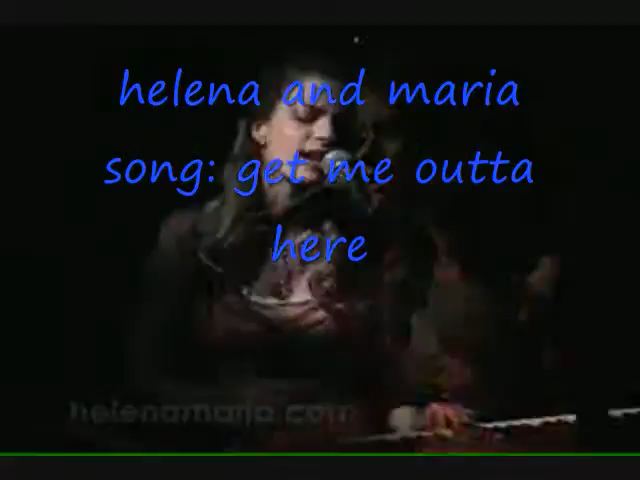 helena and maria
song: get me outta
here
helenamaria.com